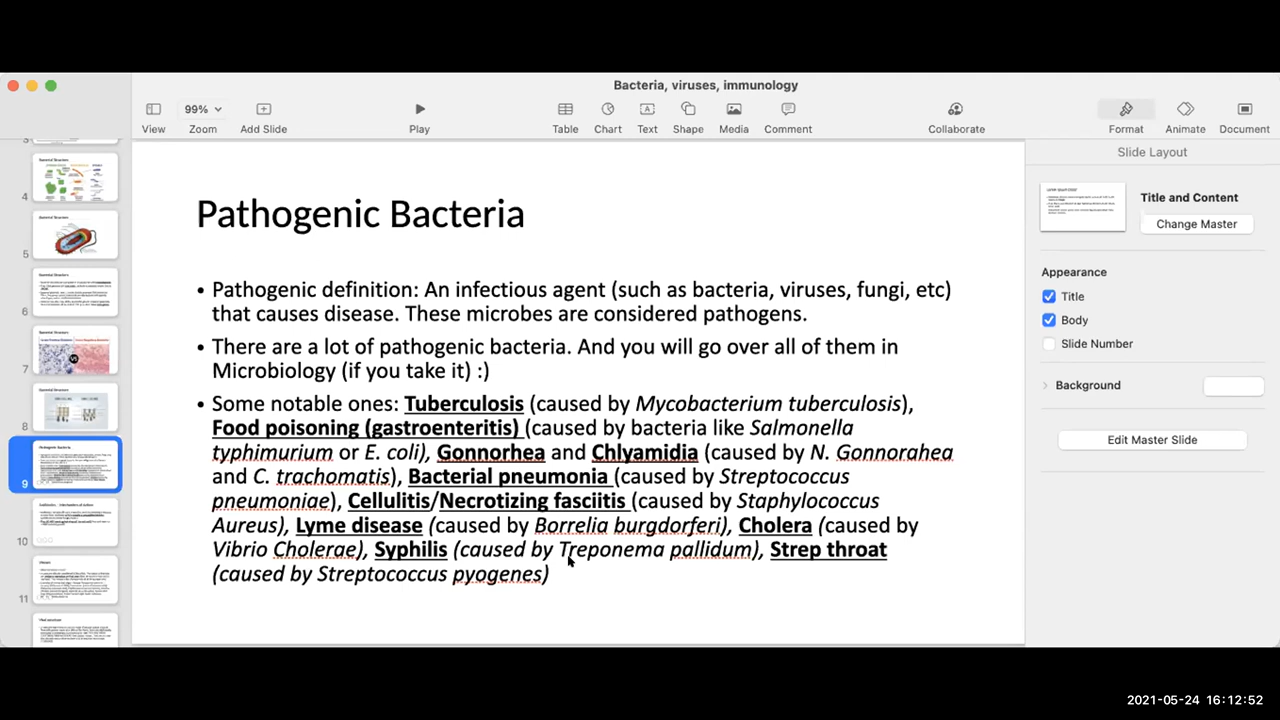 Bacteria, viruses, immunology
99%
View Zoom Add Slide Play Table Chart Text Shape Media Comment Collaborate Format Animate Document
Slide Layout
Title and Content
Change Master
Appearance
Title
Body
Slide Number
Background
Edit Master Slide
4
5
6
7
8
9
10
11
Pathogenic Bacteria
• Pathogenic definition: An infecious agent (such as bacteria, viruses, fungi, etc)
that causes disease. These microbes are considered pathogens.
• There are a lot of pathogenic bacteria. And you will go over all of them in
Microbiology (if you take it) :)
• Some notable ones: Tuberculosis (caused by Mycobacterium tuberculosis),
Food poisoning (gastroenteritis) (caused by bacteria like Salmonella
typhimurium or E. coli), Gonnorhea and Chlyamidia (caused by N. Gonnorahea
and C. trachmnatis), Bacterial pneumonia (caused by Streptococcus
pneumonie), Cellulitis/Necrotizing fasciitis (caused by Staphylococcus
Aureus), Lyme disease (caused by Borrelia burgdorferi), Cholera (caused by
Vibrio Cholerae), Syphilis (caused by Treponema pallidum), Strep throat
(caused by Streptococcus pyogenes)
2021-05-24 16:12:52